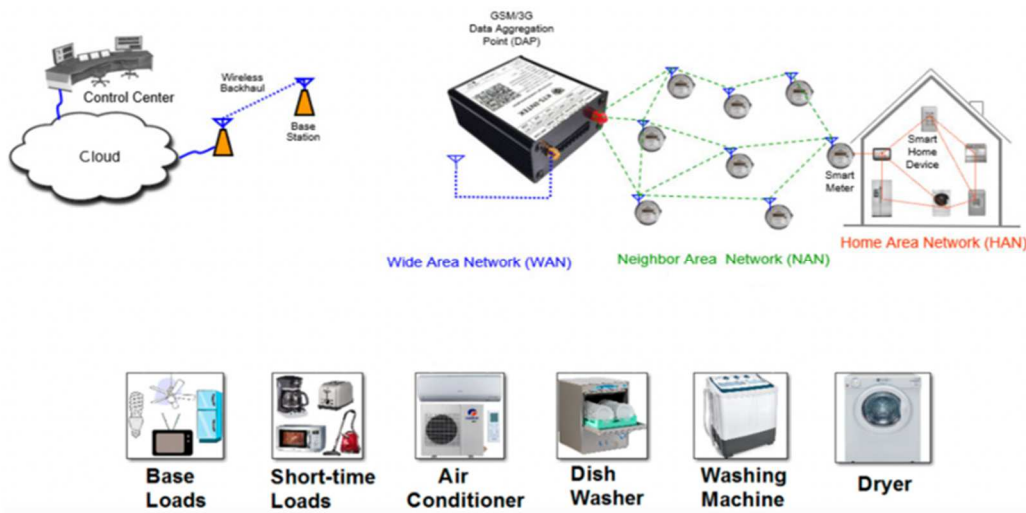 GSM/3G
Data Aggregation
Point (DAP)
Control Center
Wireless
Backhaul
Base
Station
Cloud
Smart
Home
Device
Smart
Meter
Home Area Network (HAN)
Wide Area Network (WAN)
Neighbor Area Network (NAN)
Base
Loads
Short-time
Loads
Air
Conditioner
Dish
Washer
Washing
Machine
Dryer